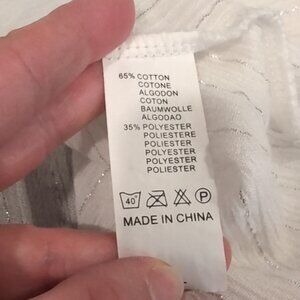 65% COTTON
COTONE
ALGODON
COTON
BAUMWOLLE
ALGODAO
35% POLYESTER
POLIESTERE
POLIESTER
POLYESTER
POLYESTER
POLIESTER
40° P
MADE IN CHINA